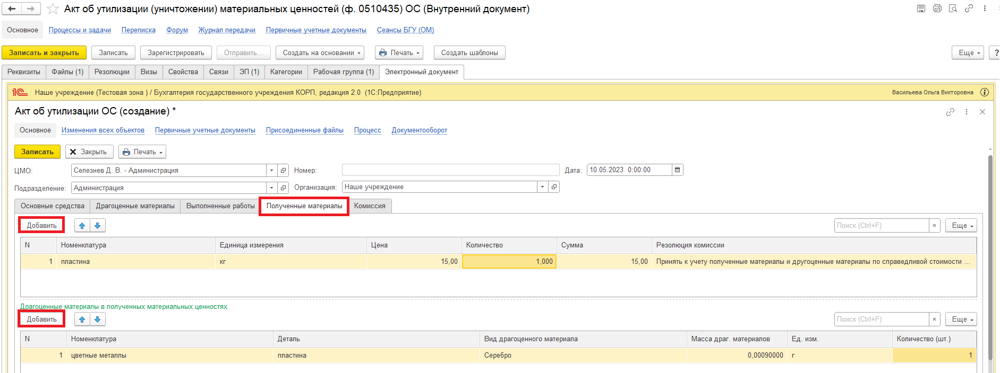 Акт об утилизации (уничтожении) материальных ценностей (ф. 0510435) ОС (Внутренний документ)
Основное Процессы и задачи Переписка Форум Журнал передачи Первичные учетные документы Сеансы БГУ (ОМ)
Записать и закрыть Записать Зарегистрировать Отправить... Создать на основании Печать Создать шаблоны Еще ?
Реквизиты Файлы (1) Резолюции Визы Свойства Связи ЭП (1) Категории Рабочая группа (1) Электронный документ
1С Наше учреждение (Тестовая зона ) / Бухгалтерия государственного учреждения КОРП, редакция 2.0 (1С:Предприятие) Васильева Ольга Викторовна
Акт об утилизации ОС (создание) *
Основное Изменения всех объектов Первичные учетные документы Присоединенные файлы Процесс Документооборот
Записать Закрыть Печать
ЦМО: Селезнев Д. В. - Администрация Номер: Дата: 10.05.2023 0:00:00
Подразделение: Администрация Организация: Наше учреждение
Основные средства Драгоценные материалы Выполненные работы Полученные материалы Комиссия
Добавить Поиск (Ctrl+F) × Еще
N Номенклатура Единица измерения Цена Количество Сумма Резолюция комиссии
1 пластина кг 15,00 1,000 15,00 Принять к учету полученные материалы и другоценные материалы по справедливой стоимости ...
Драгоценные материалы в полученных материальных ценностях
Добавить Поиск (Ctrl+F) × Еще
N Номенклатура Деталь Вид драгоценного материала Масса драг. материалов Ед. изм. Количество (шт.)
1 цветные металлы пластина Серебро 0,00090000 г 1